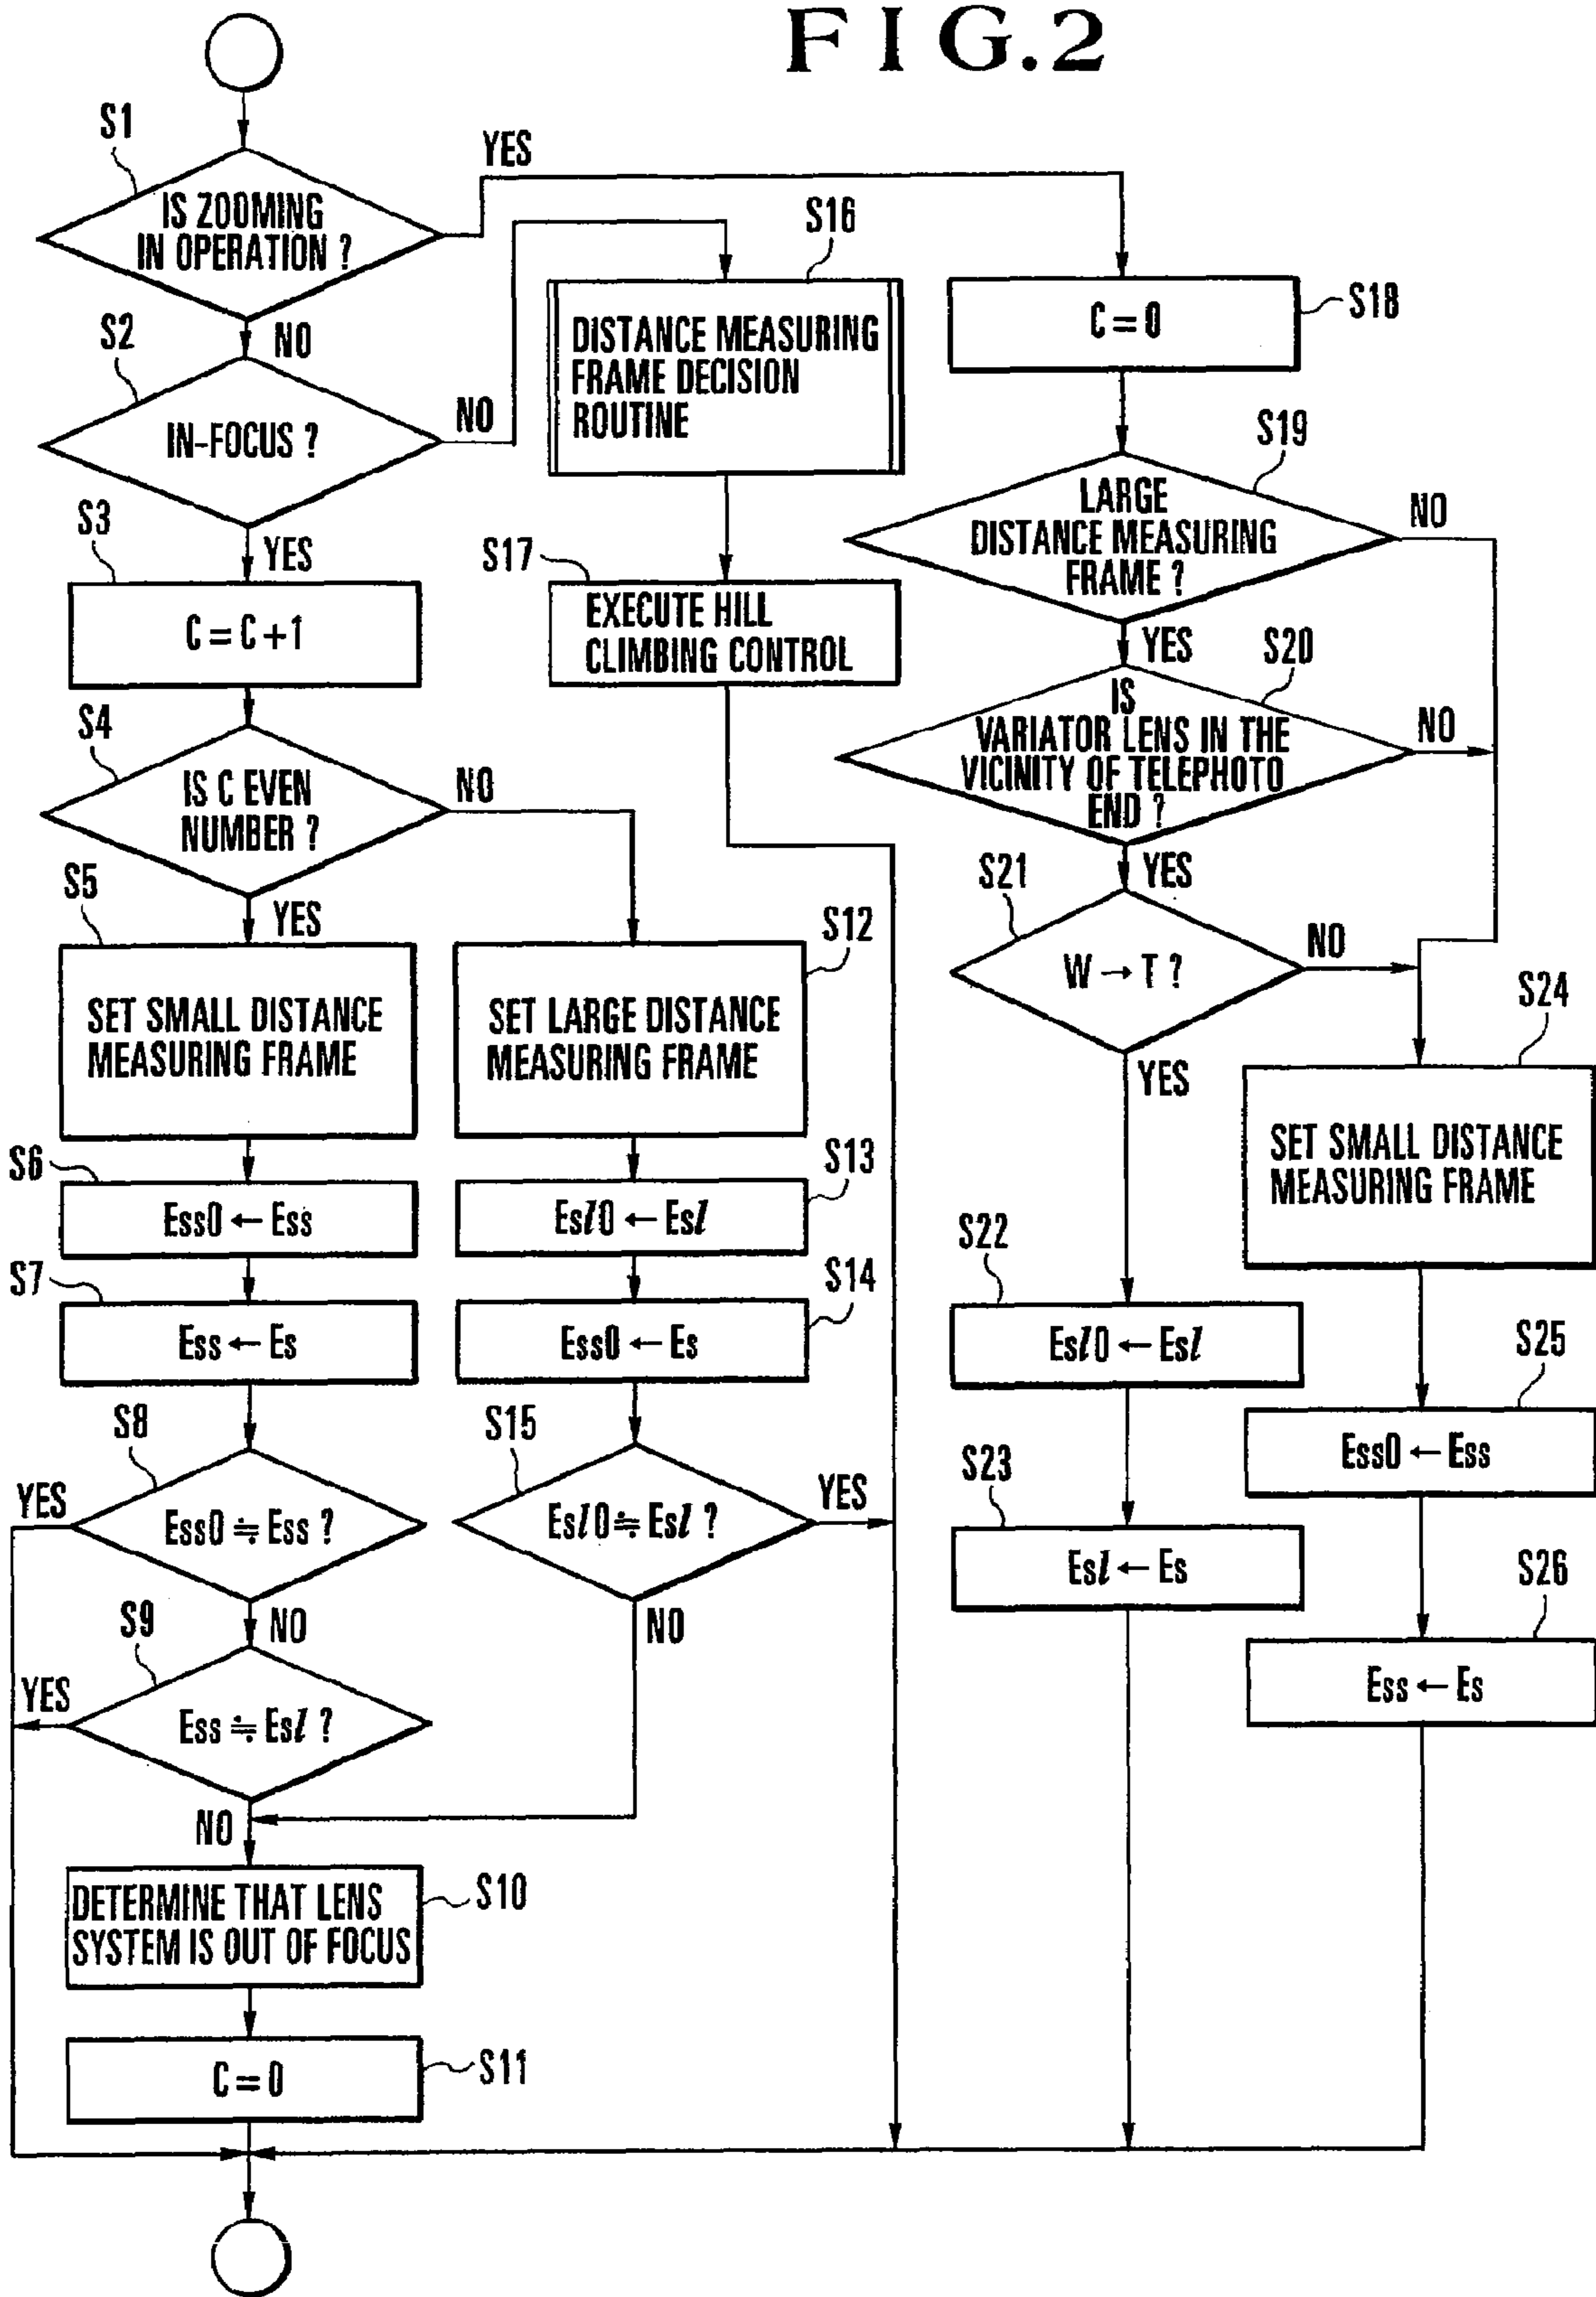 FIG.2
S1
IS ZOOMING
IN OPERATION ?
YES
NO
S2
IN-FOCUS ?
NO
YES
S3
C = C +1
S4
IS C EVEN
NUMBER ?
NO
YES
S5
SET SMALL DISTANCE
MEASURING FRAME
S6
Ess0 ← Ess
S7
Ess ← Es
S8
Ess0 ≒ Ess ?
YES
NO
S9
Ess ≒ Esl ?
YES
NO
S10
DETERMINE THAT LENS
SYSTEM IS OUT OF FOCUS
S11
C = 0
S12
SET LARGE DISTANCE
MEASURING FRAME
S13
Esl0 ← Esl
S14
Ess0 ← Es
S15
Esl0 ≒ Esl ?
YES
NO
S16
DISTANCE MEASURING
FRAME DECISION
ROUTINE
S17
EXECUTE HILL
CLIMBING CONTROL
S18
C = 0
S19
LARGE
DISTANCE MEASURING
FRAME ?
NO
YES
S20
IS
VARIATOR LENS IN THE
VICINITY OF TELEPHOTO
END ?
NO
YES
S21
W → T ?
NO
YES
S22
Esl0 ← Esl
S23
Esl ← Es
S24
SET SMALL DISTANCE
MEASURING FRAME
S25
Ess0 ← Ess
S26
Ess ← Es